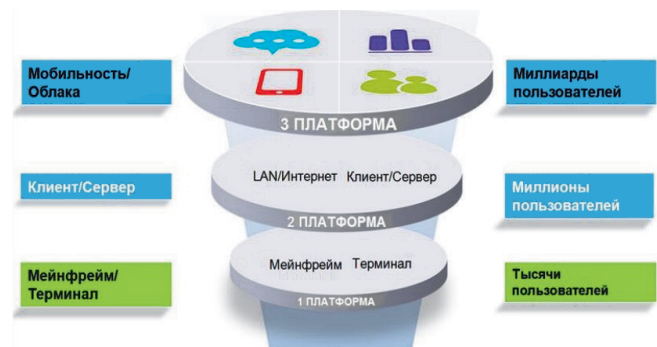 Мобильность/
Облака
Миллиарды
пользователей
3 ПЛАТФОРМА
Клиент/Сервер
LAN/Интернет Клиент/Сервер
Миллионы
пользователей
2 ПЛАТФОРМА
Мейнфрейм/
Терминал
Мейнфрейм Терминал
Тысячи
пользователей
1 ПЛАТФОРМА